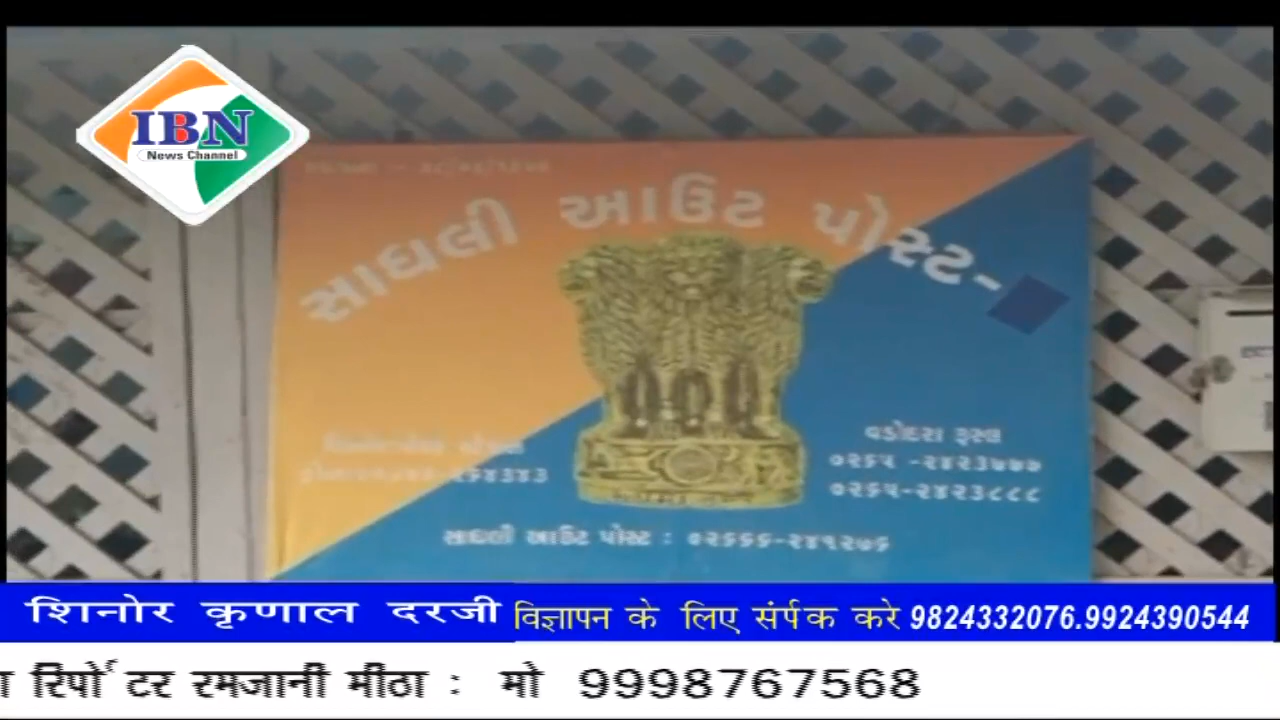 IBN
News Channel
સાધલી આઉટ પોસ્ટ-
વડોદરા રૂરલ
૦૨૬૫ -૨૪૨૩૭૭૭
૦૨૬૫-૨૪૨૩૮૮૮
સાધલી આઉટ પોસ્ટ : ૦૨૬૬૬-૨૪૧૨૭૬
शिनोर कृणाल दरजी विज्ञापन के लिए संर्पक करे 9824332076.9924390544
रिपोॅटर रमजानी मीठा : मो 9998767568